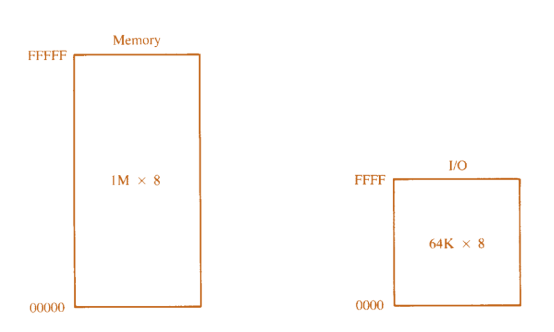 Memory
FFFFF
1M × 8
00000
I/O
FFFF
64K × 8
0000